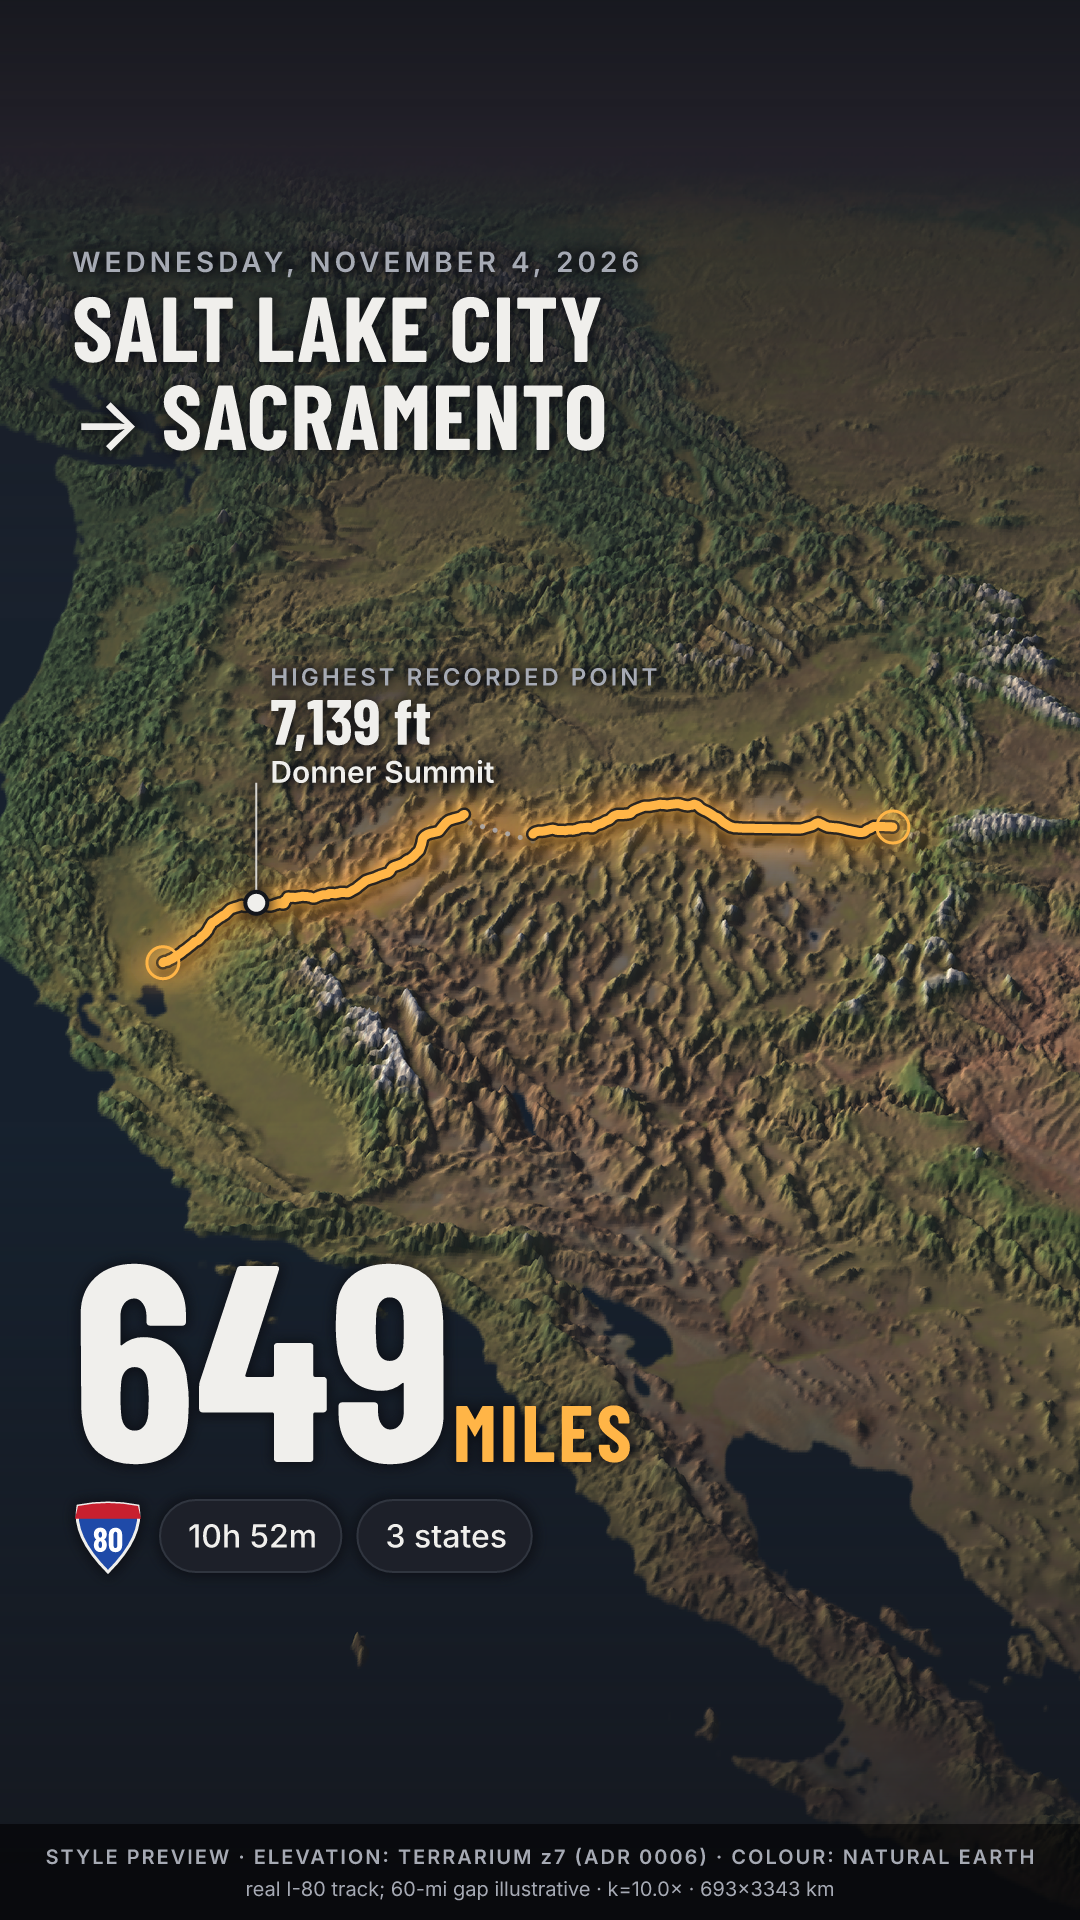 WEDNESDAY, NOVEMBER 4, 2026
SALT LAKE CITY
→ SACRAMENTO
HIGHEST RECORDED POINT
7,139 ft
Donner Summit
649 MILES
80 10h 52m 3 states
STYLE PREVIEW · ELEVATION: TERRARIUM z7 (ADR 0006) · COLOUR: NATURAL EARTH
real I-80 track; 60-mi gap illustrative · k=10.0× · 693×3343 km